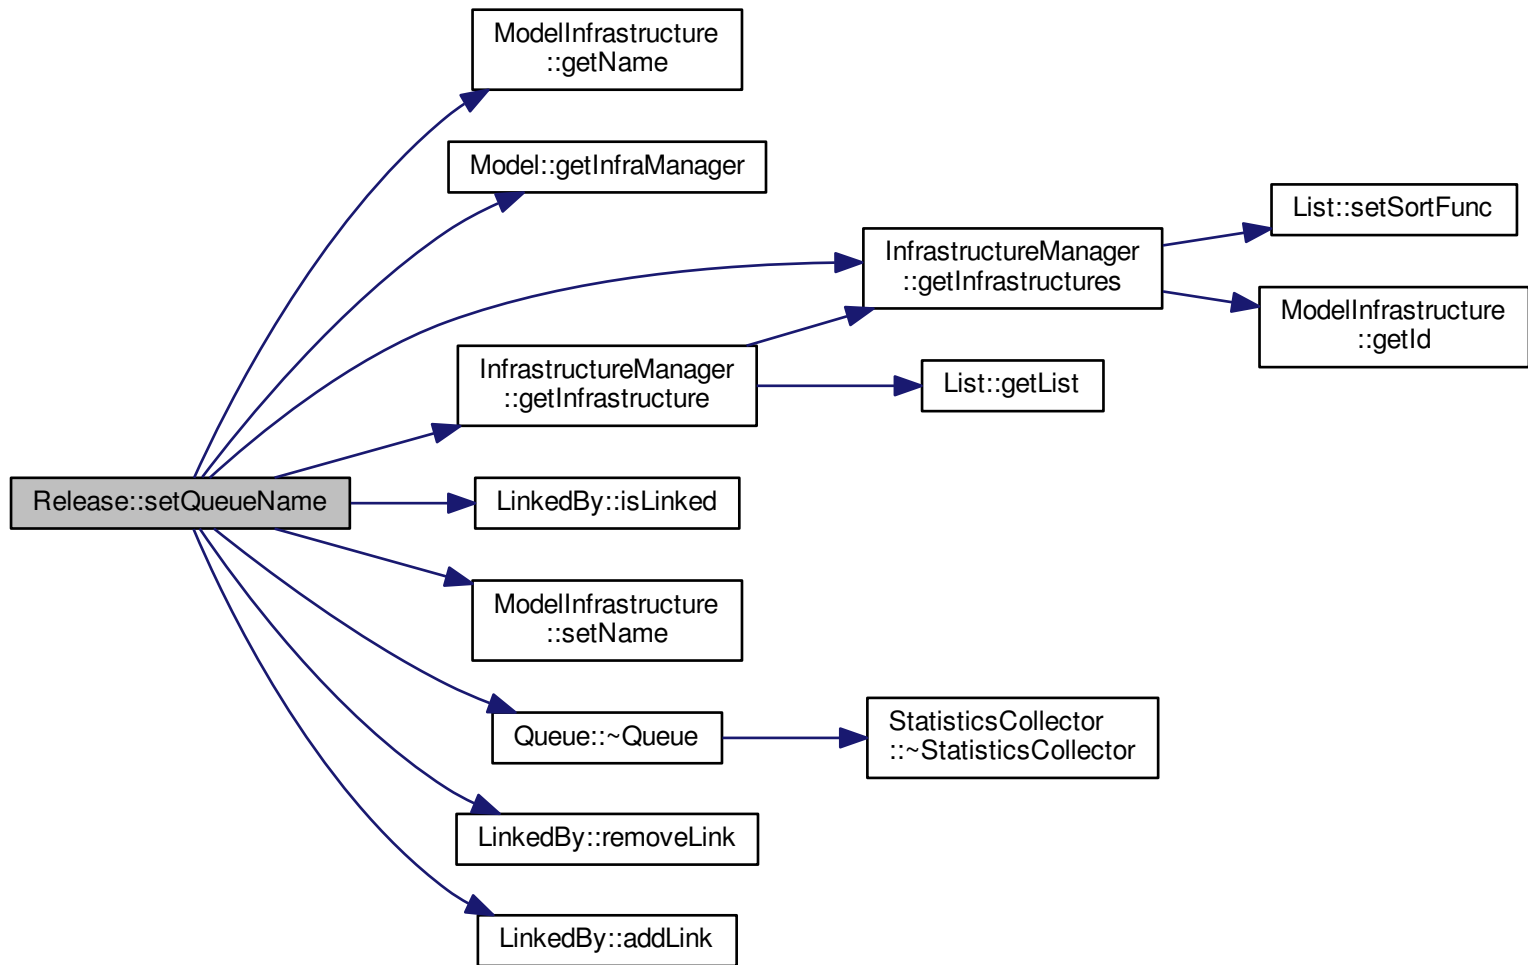 ModelInfrastructure
::getName
Model::getInfraManager
List::setSortFunc
InfrastructureManager
::getInfrastructures
ModelInfrastructure
::getId
InfrastructureManager
::getInfrastructure
List::getList
Release::setQueueName
LinkedBy::isLinked
ModelInfrastructure
::setName
Queue::~Queue
StatisticsCollector
::~StatisticsCollector
LinkedBy::removeLink
LinkedBy::addLink